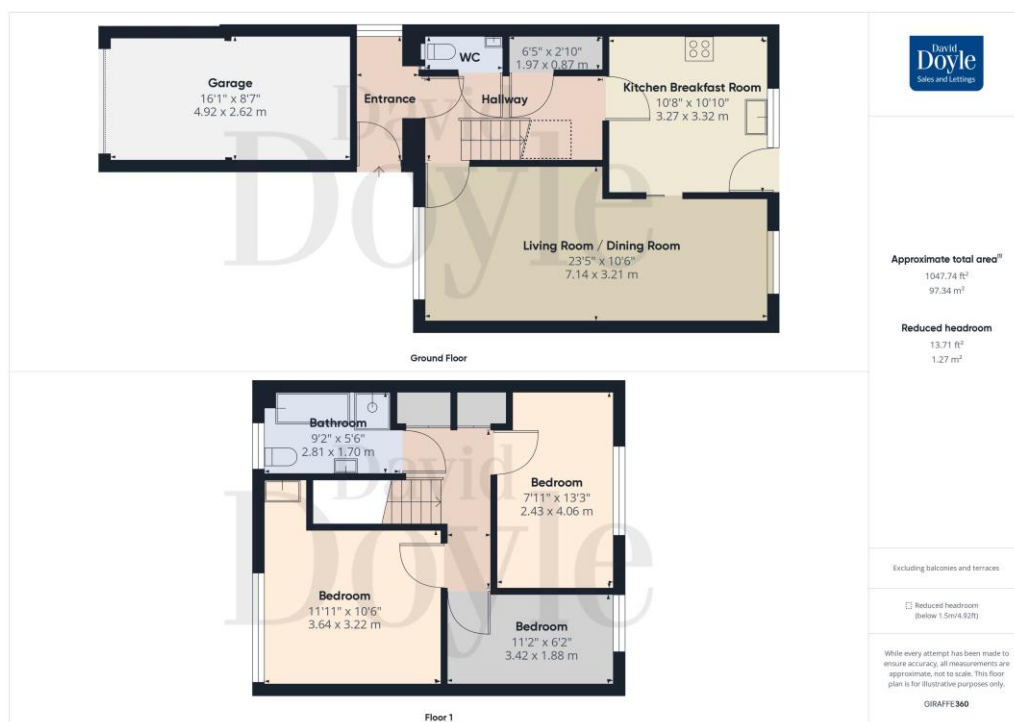 Garage
16'1" x 8'7"
4.92 x 2.62 m
Entrance
WC
6'5" x 2'10"
1.97 x 0.87 m
Hallway
Kitchen Breakfast Room
10'8" x 10'10"
3.27 x 3.32 m
Living Room / Dining Room
23'5" x 10'6"
7.14 x 3.21 m
David
Doyle
Ground Floor
Bathroom
9'2" x 5'6"
2.81 x 1.70 m
Bedroom
7'11" x 13'3"
2.43 x 4.06 m
Bedroom
11'11" x 10'6"
3.64 x 3.22 m
Bedroom
11'2" x 6'2"
3.42 x 1.88 m
David
Doyle
Floor 1
David
Doyle
Sales and Lettings
Approximate total area(1)
1047.74 ft²
97.34 m²
Reduced headroom
13.71 ft²
1.27 m²
Excluding balconies and terraces
Reduced headroom
(below 1.5m/4.92ft)
While every attempt has been made to
ensure accuracy, all measurements are
approximate, not to scale. This floor
plan is for illustrative purposes only.
GIRAFFE360